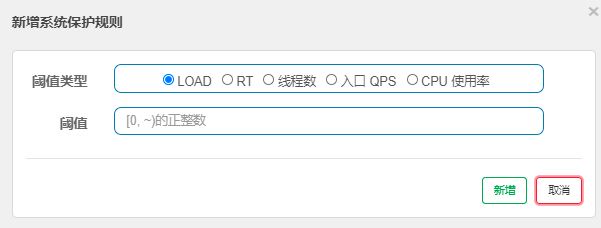 新增系统保护规则
×
阈值类型 LOAD RT 线程数 入口 QPS CPU 使用率
阈值 [0, ~)的正整数
新增 取消